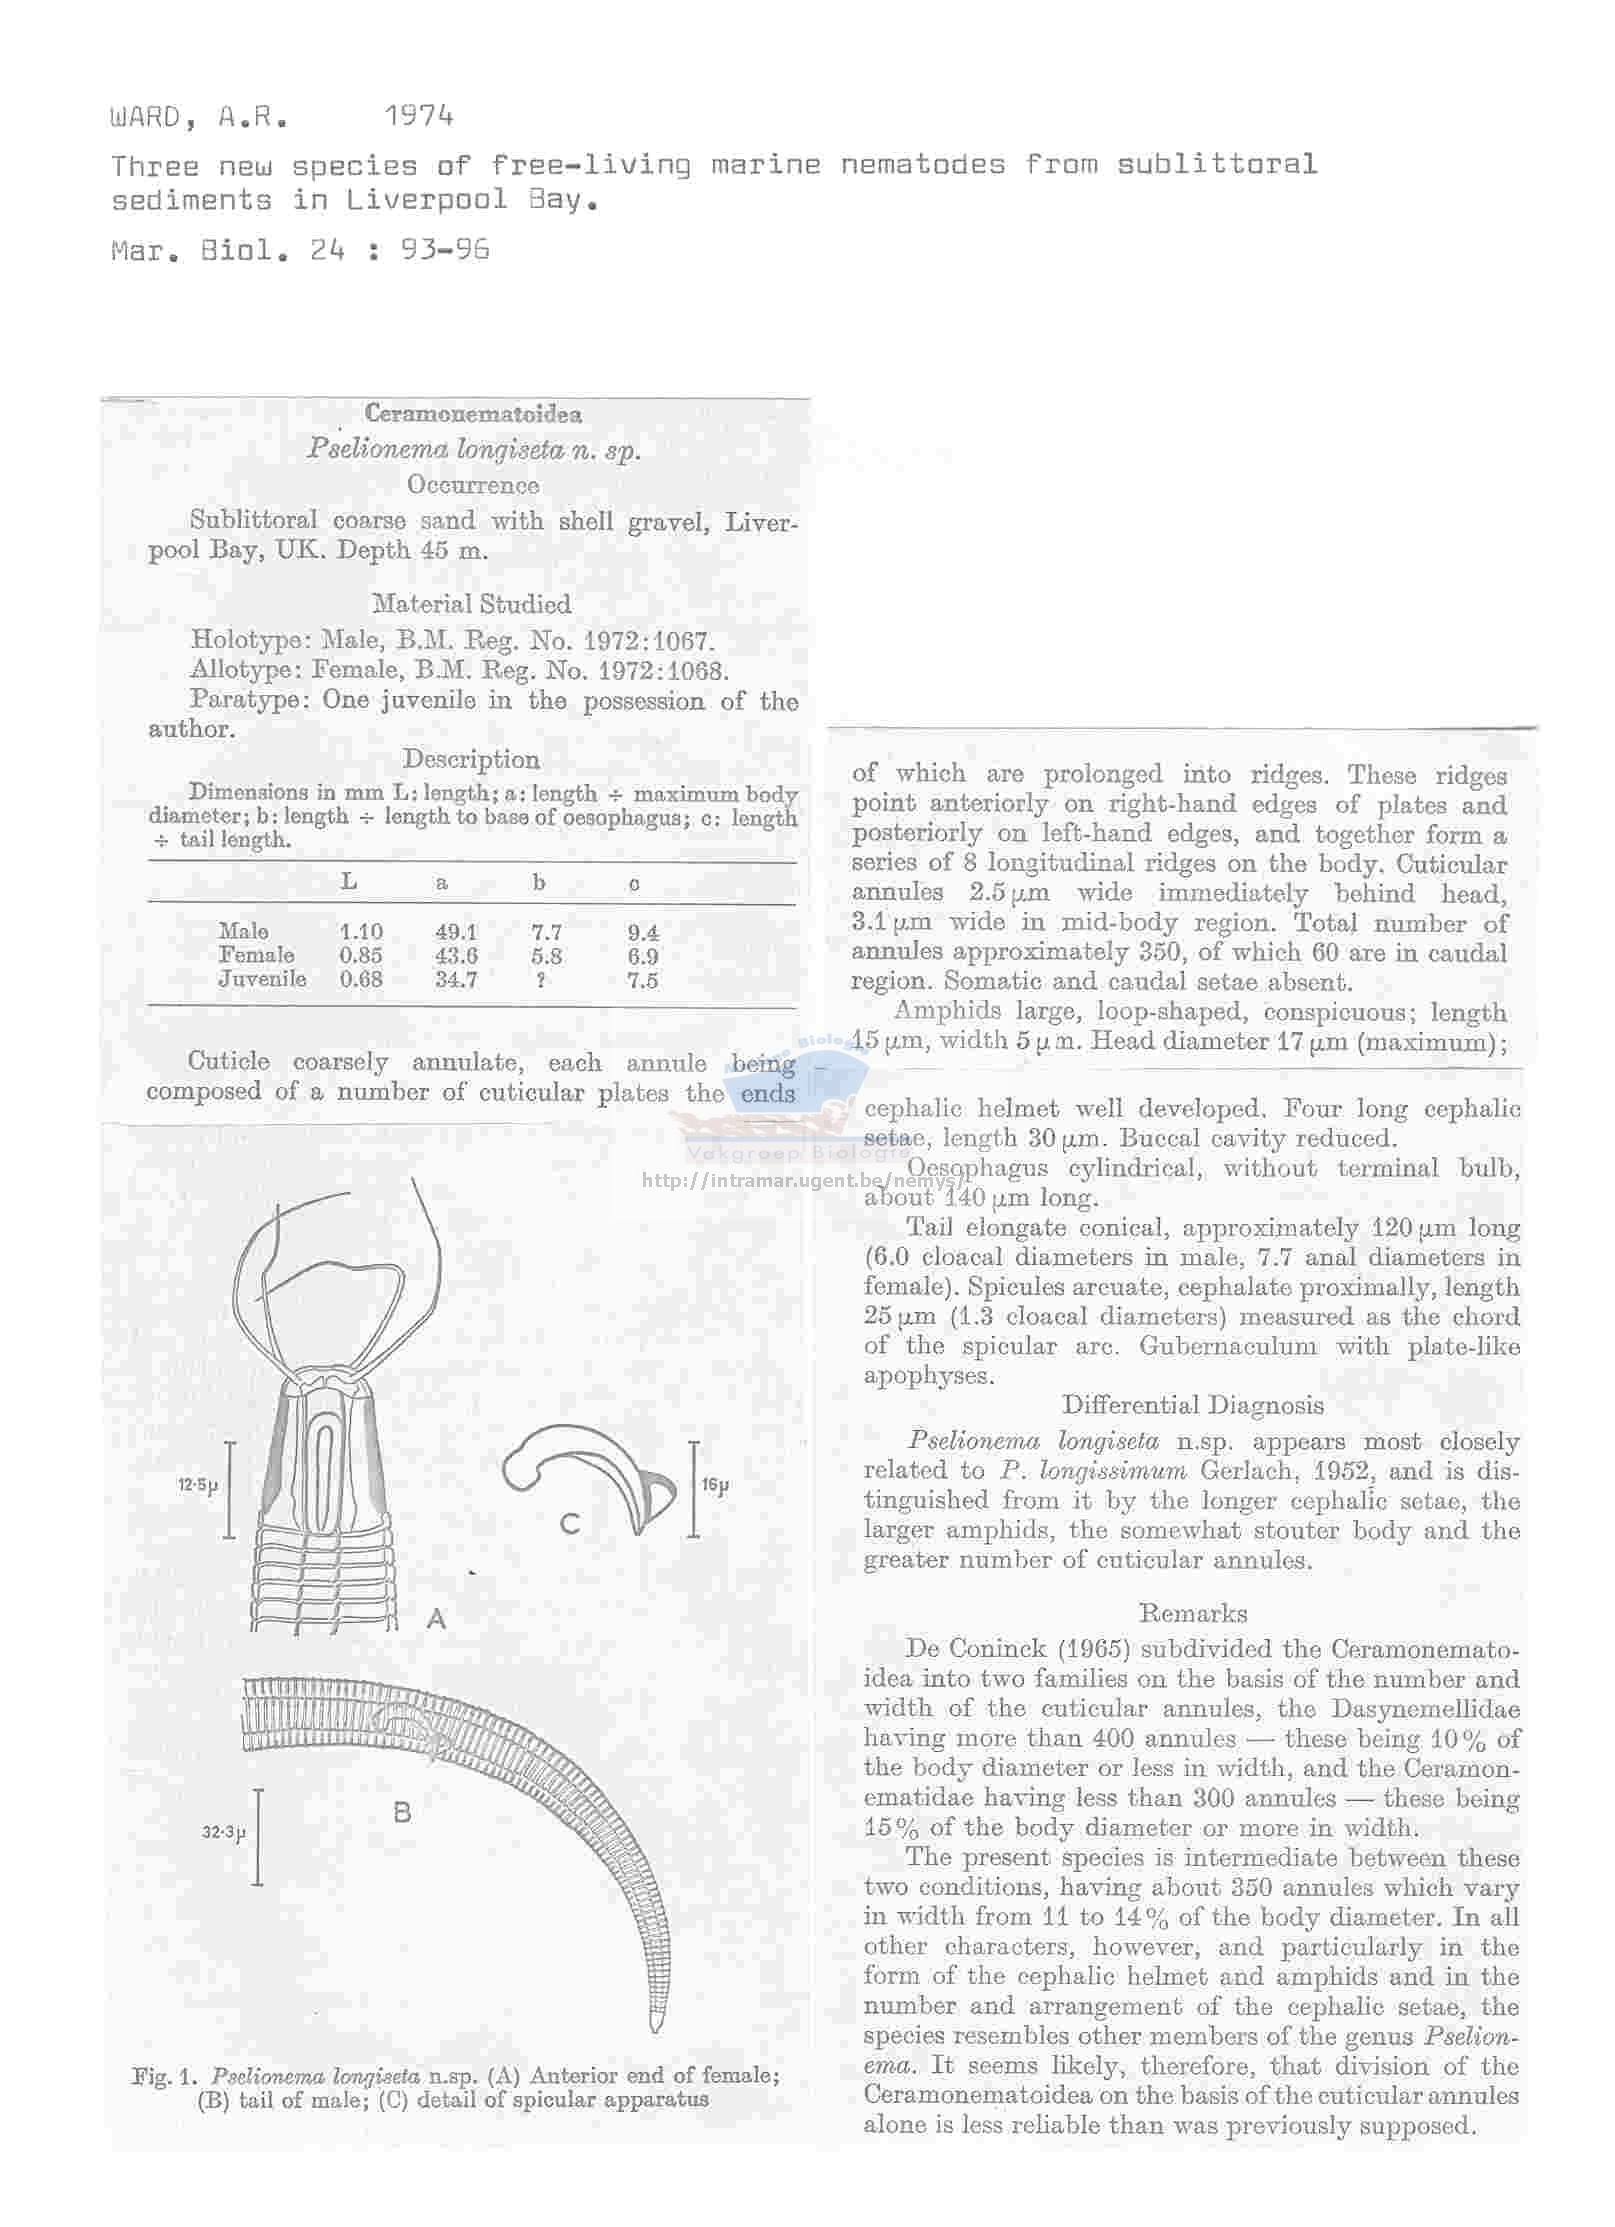 WARD, A.R. 1974
Three new species of free-living marine nematodes from sublittoral
sediments in Liverpool Bay.
Mar. Biol. 24 : 93-96
Ceramonematoidea
Pselionema longiseta n. sp.
Occurrence
Sublittoral coarse sand with shell gravel, Liver-
pool Bay, UK. Depth 45 m.
Material Studied
Holotype: Male, B.M. Reg. No. 1972:1067.
Allotype: Female, B.M. Reg. No. 1972:1068.
Paratype: One juvenile in the possession of the
author.
Description
Dimensions in mm L: length; a: length ÷ maximum body
diameter; b: length ÷ length to base of oesophagus; c: length
÷ tail length.
L a b c
Male 1.10 49.1 7.7 9.4
Female 0.85 43.6 5.8 6.9
Juvenile 0.68 34.7 ? 7.5
Cuticle coarsely annulate, each annule being
composed of a number of cuticular plates the ends
12·5µ
16µ
C
A
B
32·3µ
Fig. 1. Pselionema longiseta n.sp. (A) Anterior end of female;
(B) tail of male; (C) detail of spicular apparatus
of which are prolonged into ridges. These ridges
point anteriorly on right-hand edges of plates and
posteriorly on left-hand edges, and together form a
series of 8 longitudinal ridges on the body. Cuticular
annules 2.5 µm wide immediately behind head,
3.1 µm wide in mid-body region. Total number of
annules approximately 350, of which 60 are in caudal
region. Somatic and caudal setae absent.
Amphids large, loop-shaped, conspicuous; length
15 µm, width 5 µm. Head diameter 17 µm (maximum);
cephalic helmet well developed. Four long cephalic
setae, length 30 µm. Buccal cavity reduced.
Oesophagus cylindrical, without terminal bulb,
about 140 µm long.
Tail elongate conical, approximately 120 µm long
(6.0 cloacal diameters in male, 7.7 anal diameters in
female). Spicules arcuate, cephalate proximally, length
25 µm (1.3 cloacal diameters) measured as the chord
of the spicular arc. Gubernaculum with plate-like
apophyses.
Differential Diagnosis
Pselionema longiseta n.sp. appears most closely
related to P. longissimum Gerlach, 1952, and is dis-
tinguished from it by the longer cephalic setae, the
larger amphids, the somewhat stouter body and the
greater number of cuticular annules.
Remarks
De Coninck (1965) subdivided the Ceramonemato-
idea into two families on the basis of the number and
width of the cuticular annules, the Dasynemellidae
having more than 400 annules — these being 10% of
the body diameter or less in width, and the Ceramon-
ematidae having less than 300 annules — these being
15% of the body diameter or more in width.
The present species is intermediate between these
two conditions, having about 350 annules which vary
in width from 11 to 14% of the body diameter. In all
other characters, however, and particularly in the
form of the cephalic helmet and amphids and in the
number and arrangement of the cephalic setae, the
species resembles other members of the genus Pselion-
ema. It seems likely, therefore, that division of the
Ceramonematoidea on the basis of the cuticular annules
alone is less reliable than was previously supposed.
Biology
Vakgroep Biologie
http://intramar.ugent.be/nemys/